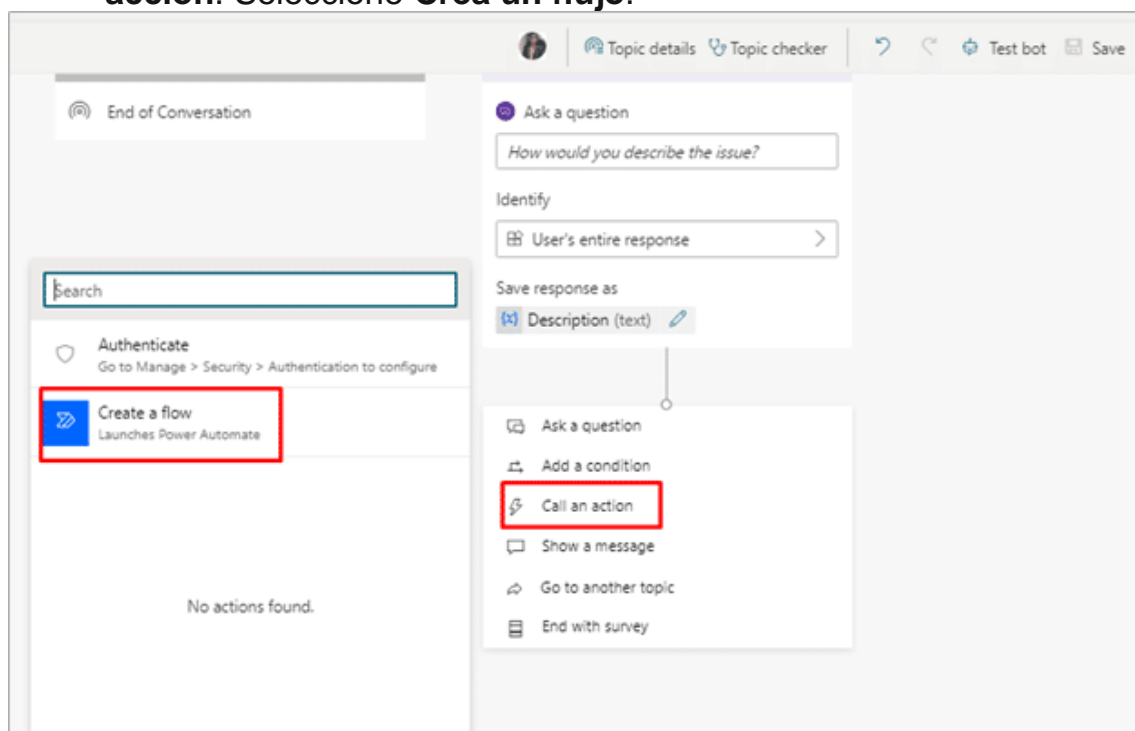 acción. Seleccione Crea un flujo.
Topic details Topic checker Test bot Save
End of Conversation
Ask a question
How would you describe the issue?
Identify
User's entire response
Save response as
{x} Description (text)
Search
Authenticate
Go to Manage > Security > Authentication to configure
Create a flow
Launches Power Automate
No actions found.
Ask a question
Add a condition
Call an action
Show a message
Go to another topic
End with survey